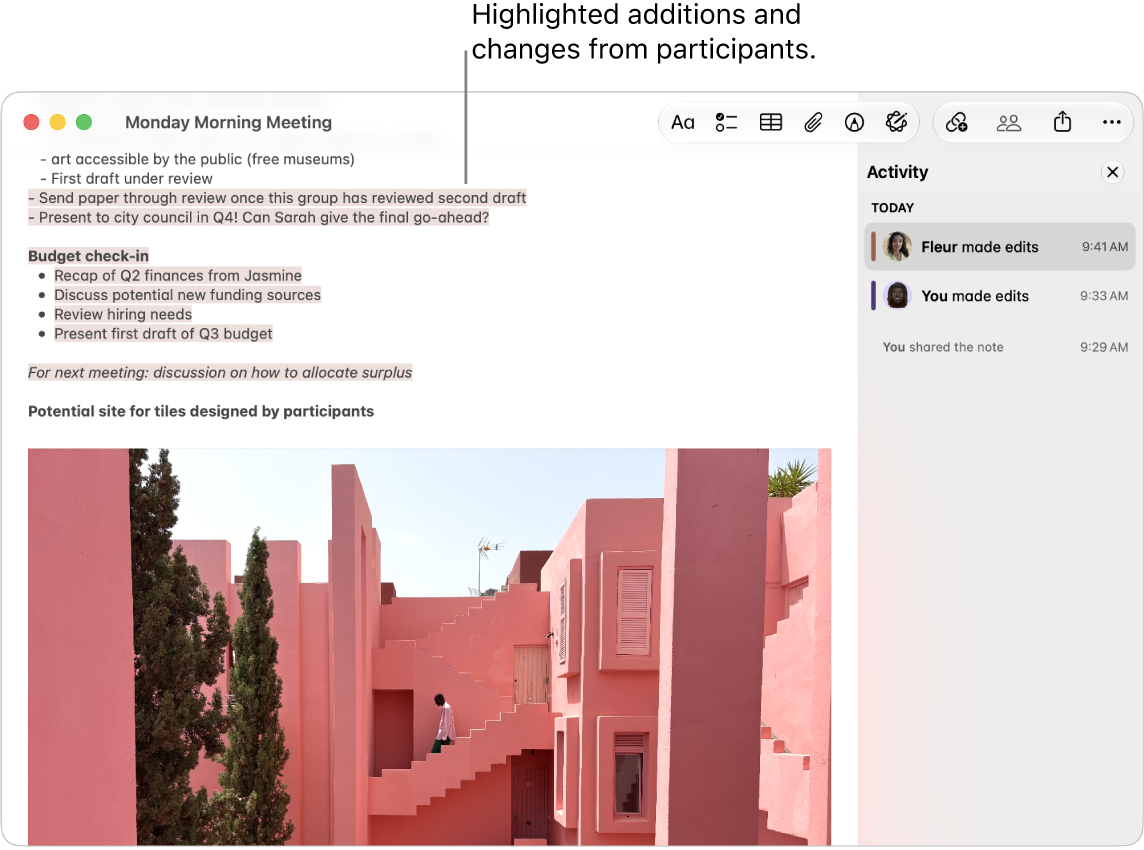 Highlighted additions and
changes from participants.
Monday Morning Meeting
Aa
- art accessible by the public (free museums)
- First draft under review
- Send paper through review once this group has reviewed second draft
- Present to city council in Q4! Can Sarah give the final go-ahead?
Budget check-in
• Recap of Q2 finances from Jasmine
• Discuss potential new funding sources
• Review hiring needs
• Present first draft of Q3 budget
For next meeting: discussion on how to allocate surplus
Potential site for tiles designed by participants
Activity
TODAY
Fleur made edits 9:41 AM
You made edits 9:33 AM
You shared the note 9:29 AM